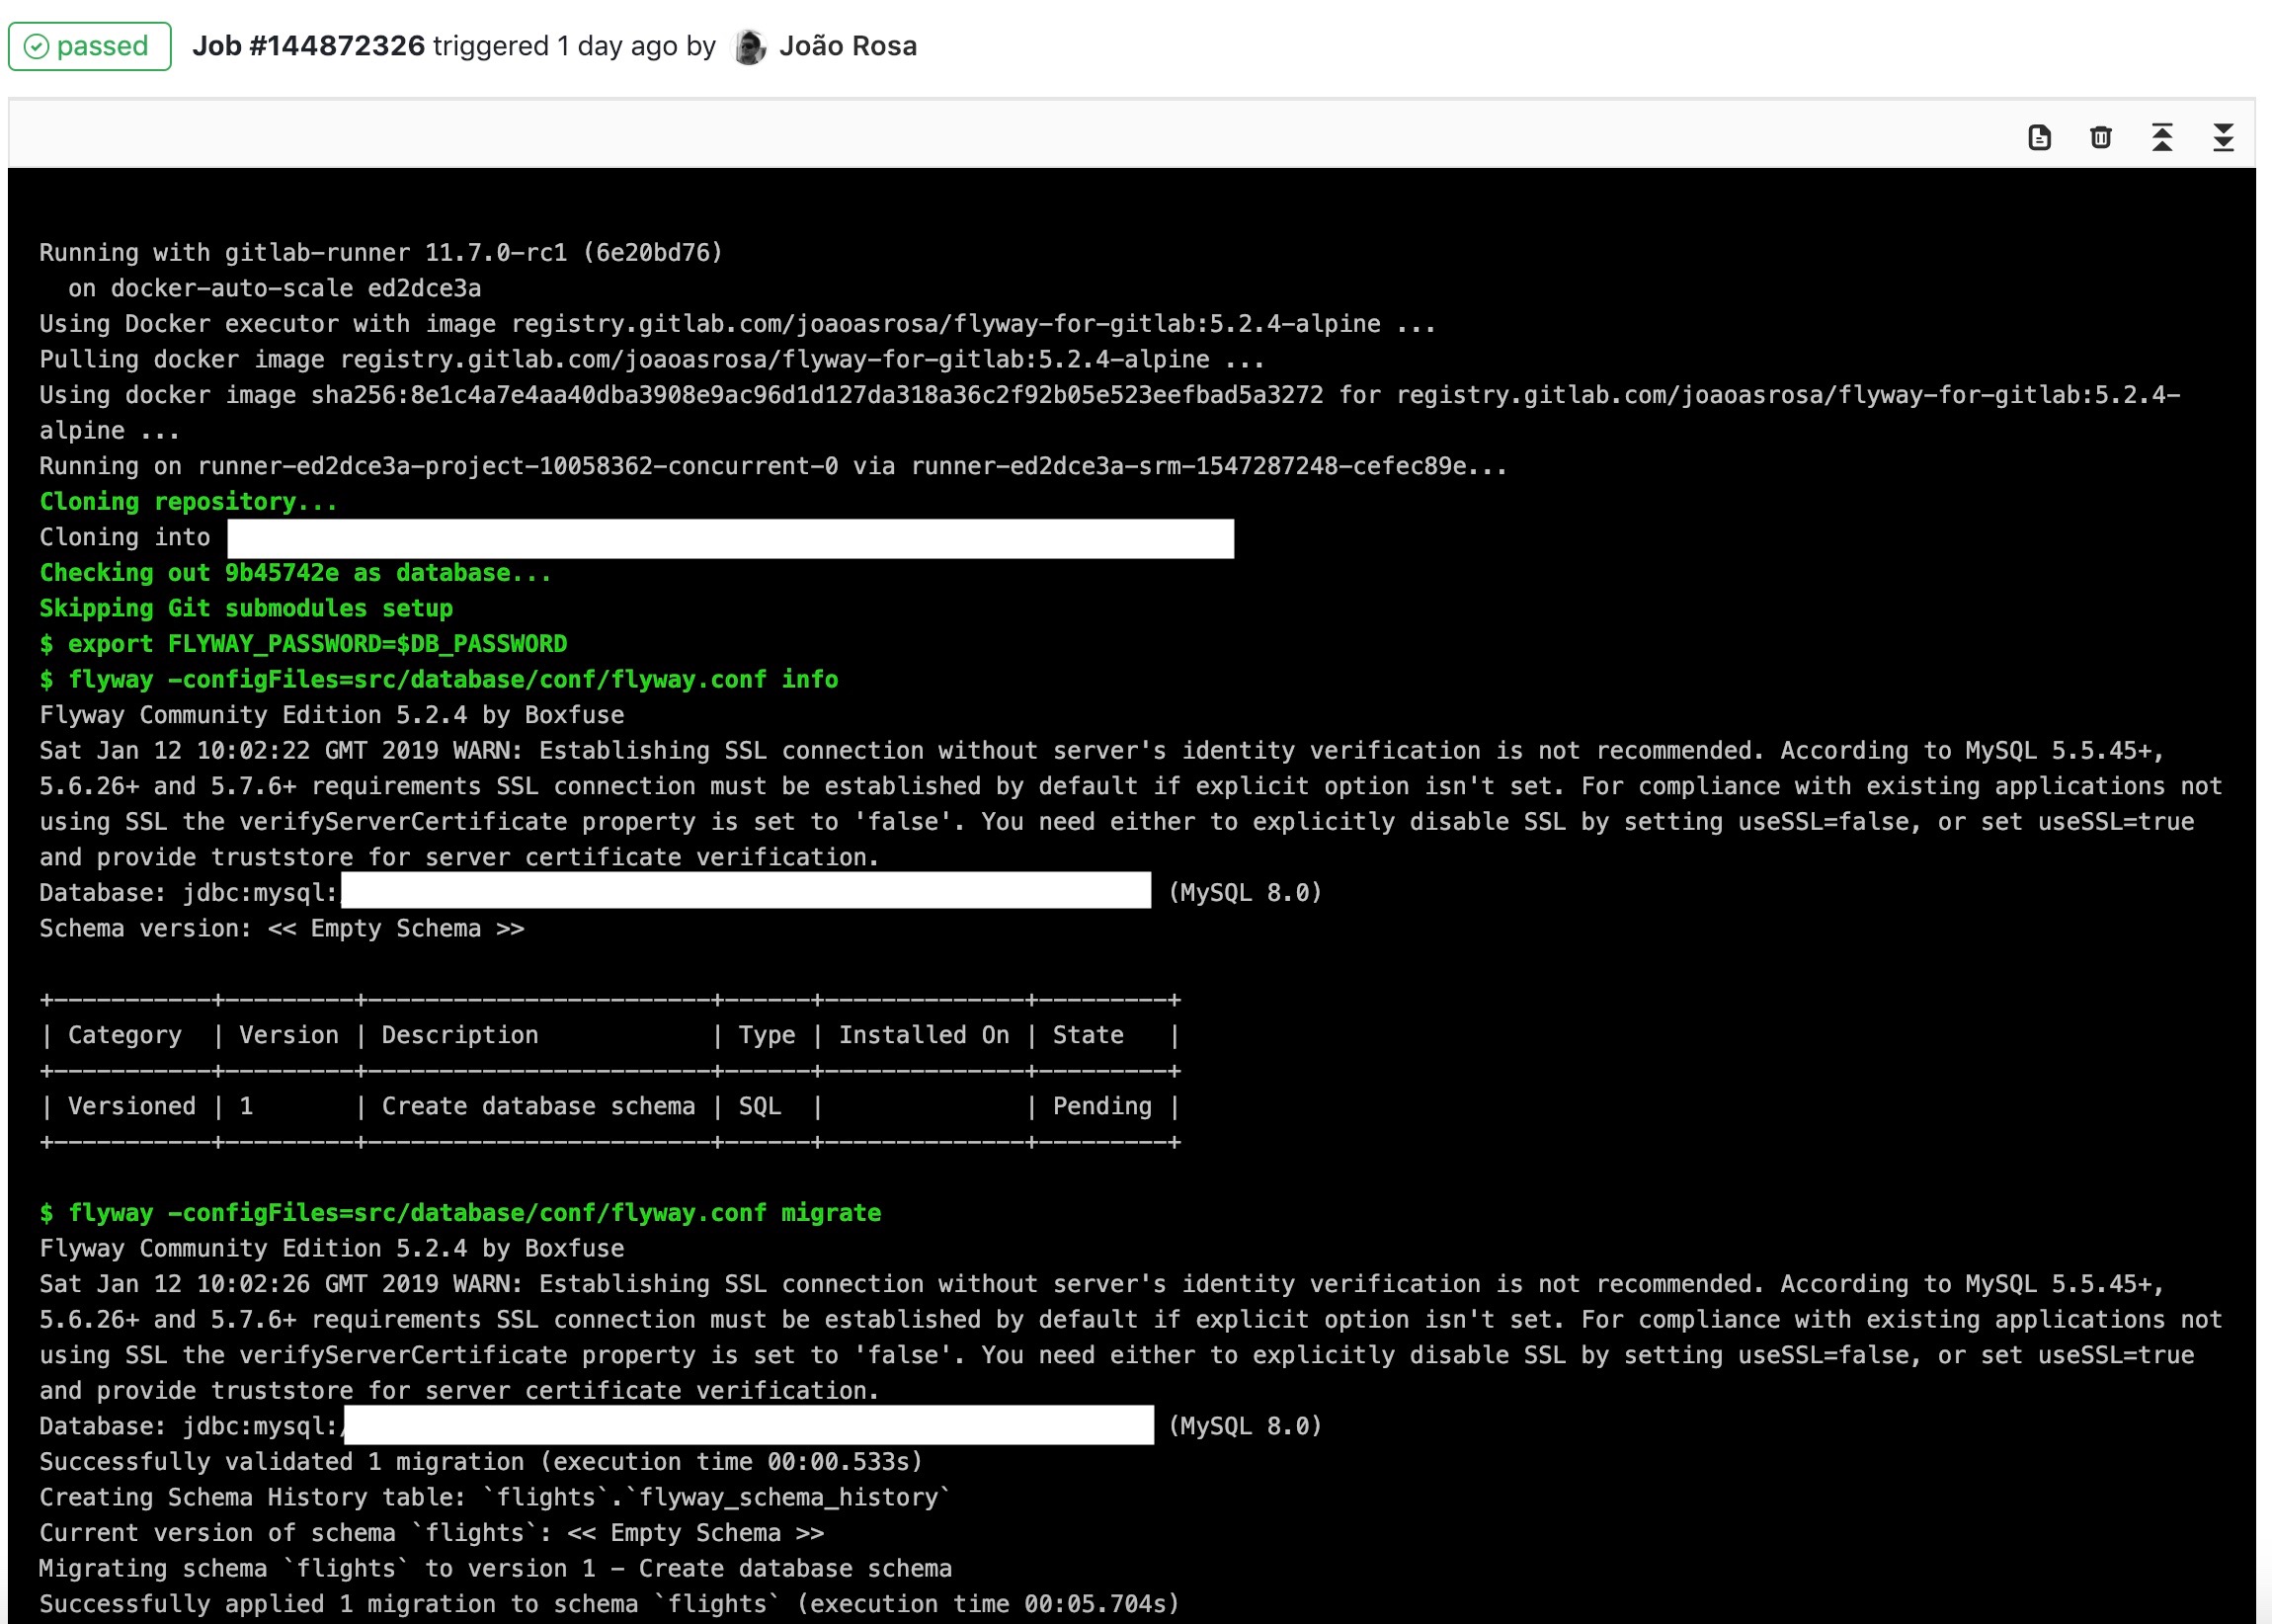 passed Job #144872326 triggered 1 day ago by João Rosa
Running with gitlab-runner 11.7.0-rc1 (6e20bd76)
  on docker-auto-scale ed2dce3a
Using Docker executor with image registry.gitlab.com/joaoasrosa/flyway-for-gitlab:5.2.4-alpine ...
Pulling docker image registry.gitlab.com/joaoasrosa/flyway-for-gitlab:5.2.4-alpine ...
Using docker image sha256:8e1c4a7e4aa40dba3908e9ac96d1d127da318a36c2f92b05e523eefbad5a3272 for registry.gitlab.com/joaoasrosa/flyway-for-gitlab:5.2.4-
alpine ...
Running on runner-ed2dce3a-project-10058362-concurrent-0 via runner-ed2dce3a-srm-1547287248-cefec89e...
Cloning repository...
Cloning into
Checking out 9b45742e as database...
Skipping Git submodules setup
$ export FLYWAY_PASSWORD=$DB_PASSWORD
$ flyway -configFiles=src/database/conf/flyway.conf info
Flyway Community Edition 5.2.4 by Boxfuse
Sat Jan 12 10:02:22 GMT 2019 WARN: Establishing SSL connection without server's identity verification is not recommended. According to MySQL 5.5.45+,
5.6.26+ and 5.7.6+ requirements SSL connection must be established by default if explicit option isn't set. For compliance with existing applications not
using SSL the verifyServerCertificate property is set to 'false'. You need either to explicitly disable SSL by setting useSSL=false, or set useSSL=true
and provide truststore for server certificate verification.
Database: jdbc:mysql: (MySQL 8.0)
Schema version: << Empty Schema >>
+-----------+---------+------------------------+------+--------------+---------+
| Category  | Version | Description            | Type | Installed On | State   |
+-----------+---------+------------------------+------+--------------+---------+
| Versioned | 1       | Create database schema | SQL  |              | Pending |
+-----------+---------+------------------------+------+--------------+---------+
$ flyway -configFiles=src/database/conf/flyway.conf migrate
Flyway Community Edition 5.2.4 by Boxfuse
Sat Jan 12 10:02:26 GMT 2019 WARN: Establishing SSL connection without server's identity verification is not recommended. According to MySQL 5.5.45+,
5.6.26+ and 5.7.6+ requirements SSL connection must be established by default if explicit option isn't set. For compliance with existing applications not
using SSL the verifyServerCertificate property is set to 'false'. You need either to explicitly disable SSL by setting useSSL=false, or set useSSL=true
and provide truststore for server certificate verification.
Database: jdbc:mysql: (MySQL 8.0)
Successfully validated 1 migration (execution time 00:00.533s)
Creating Schema History table: `flights`.`flyway_schema_history`
Current version of schema `flights`: << Empty Schema >>
Migrating schema `flights` to version 1 - Create database schema
Successfully applied 1 migration to schema `flights` (execution time 00:05.704s)